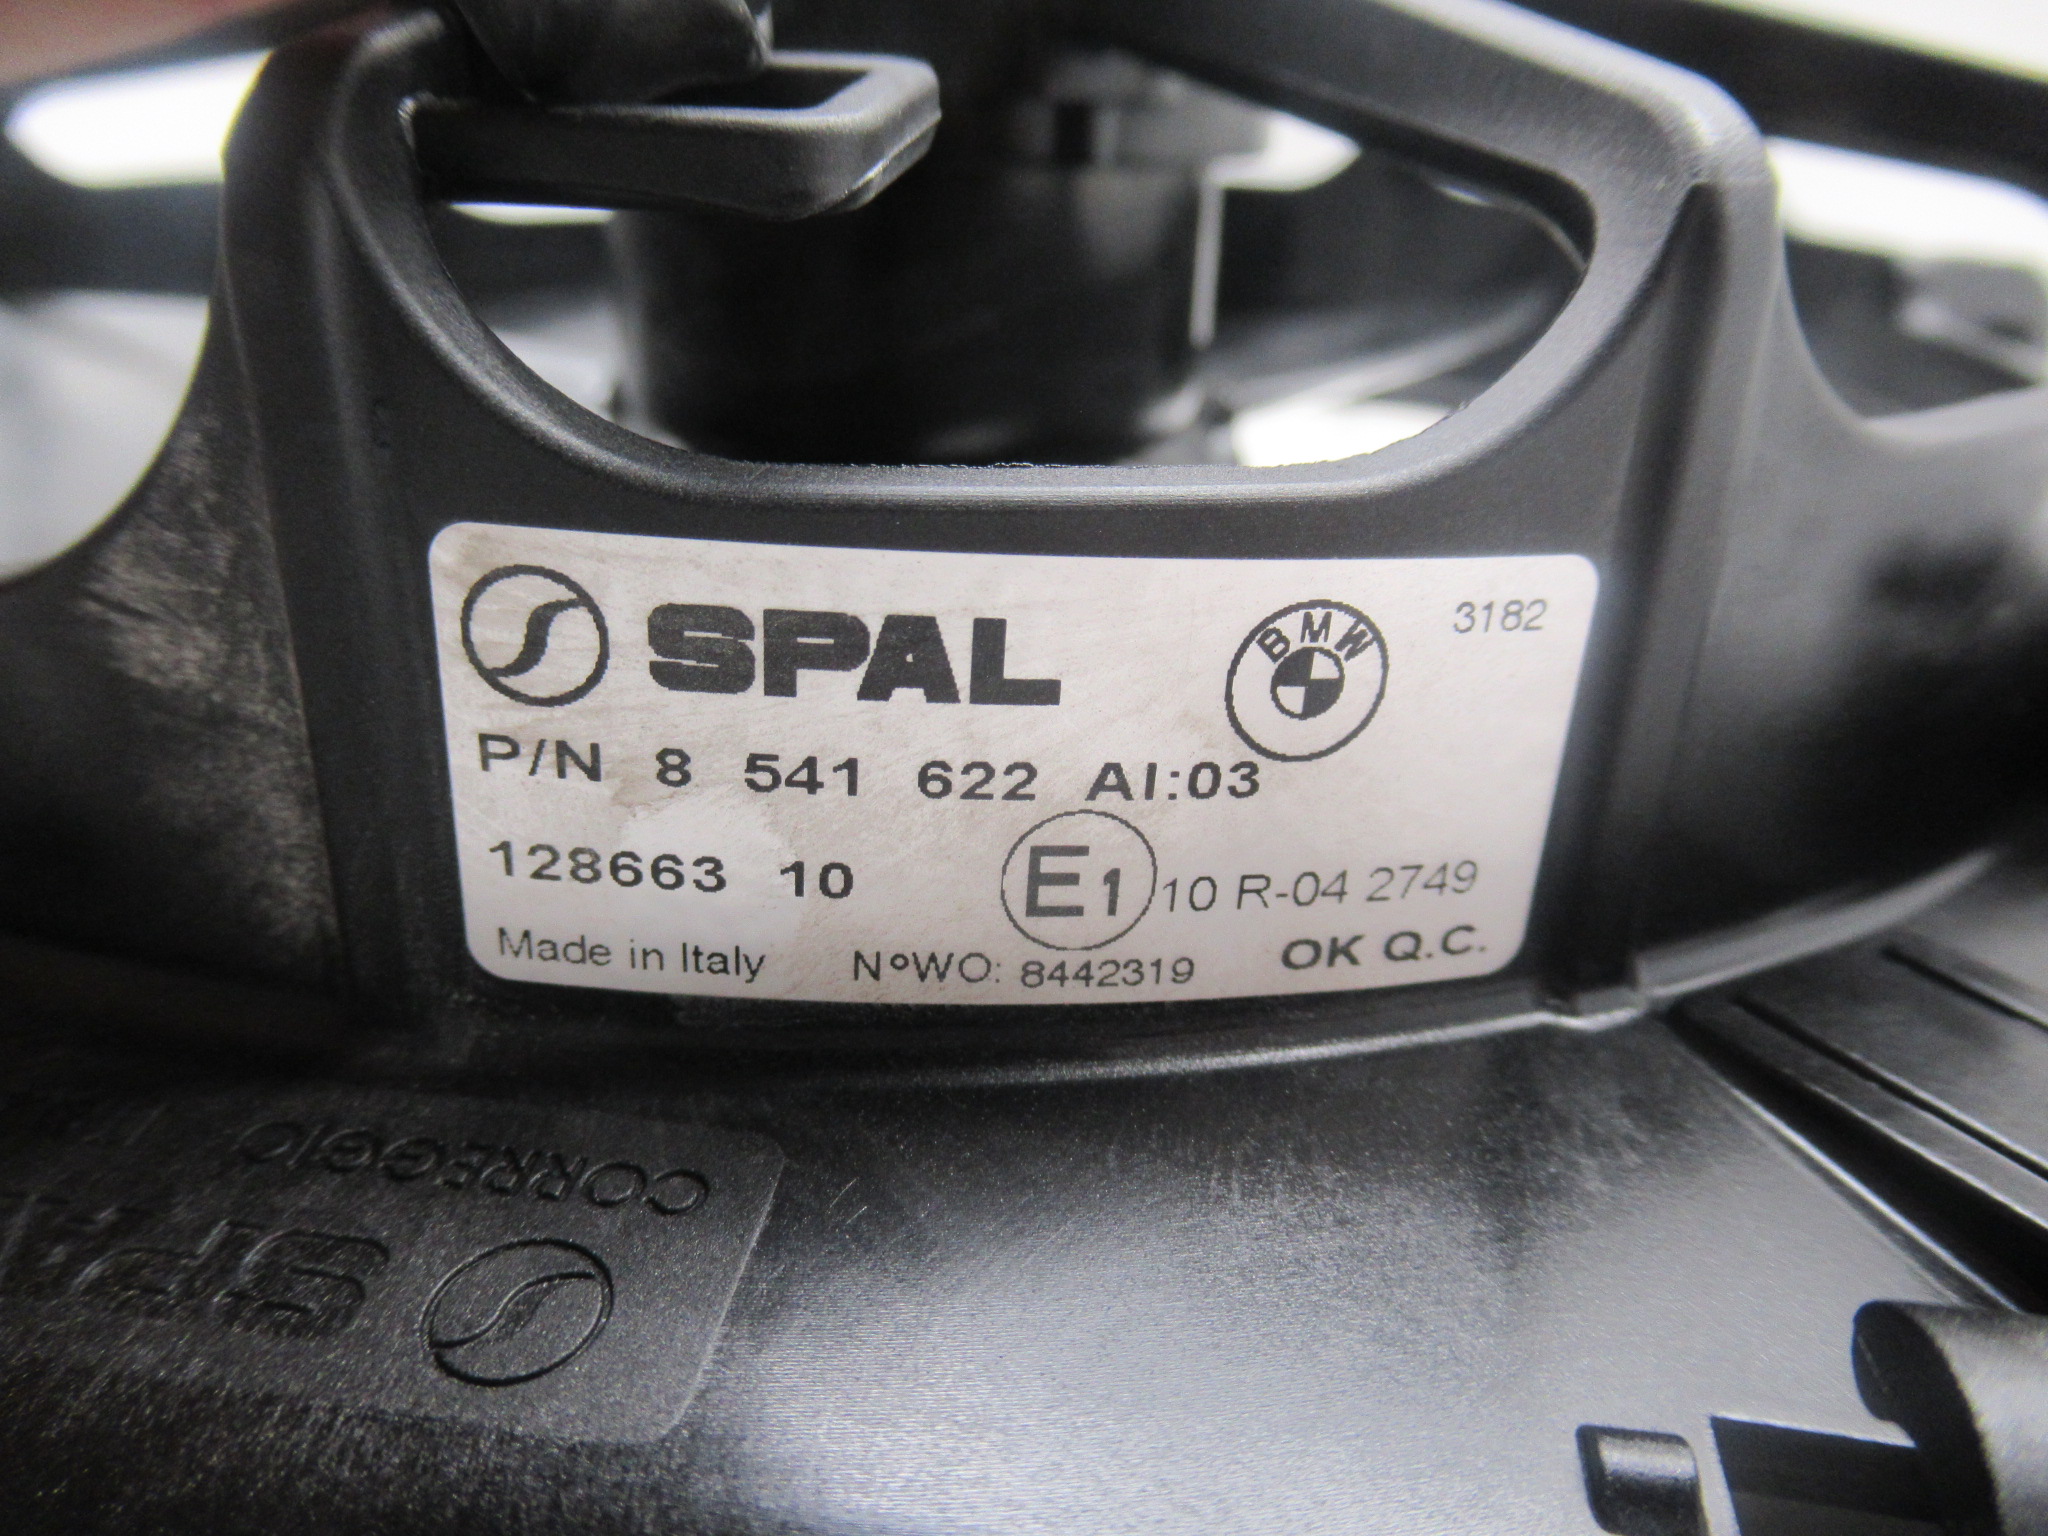 SPAL
BMW
3182
P/N 8 541 622 AI:03
128663 10
E1 10 R-04 2749
Made in Italy N°WO: 8442319 OK Q.C.
CORREGGIO